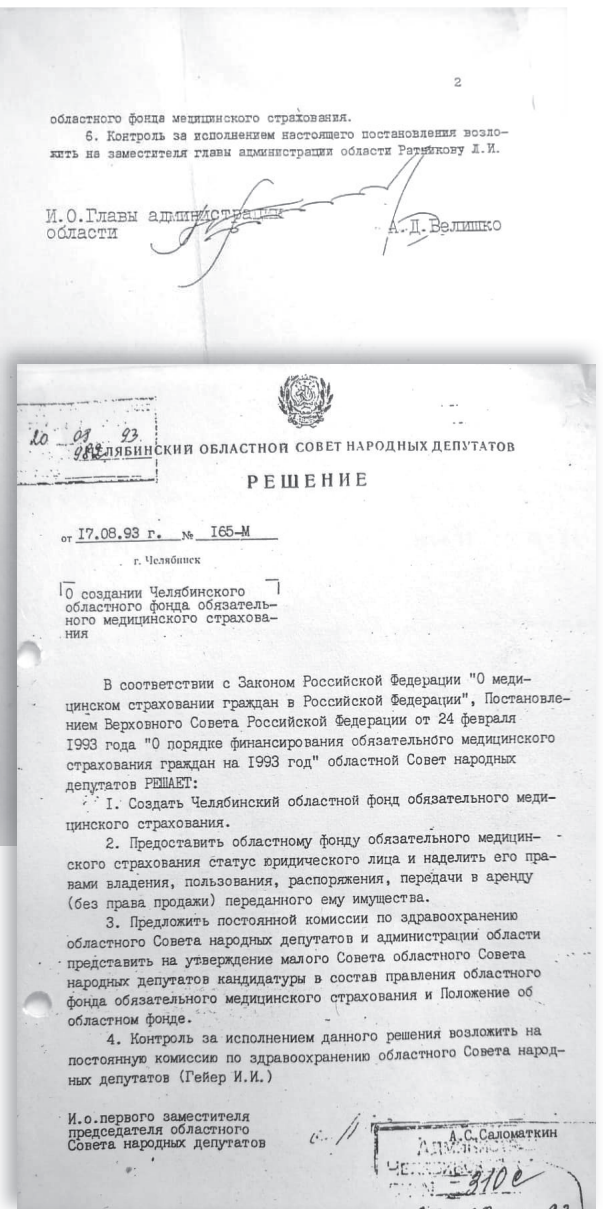 2
областного фонда медицинского страхования.
6. Контроль за исполнением настоящего постановления возло-
жить на заместителя главы администрации области Ратникову Л.И.
И.О.Главы администрации
области
А.Д.Велишко
20 03 93
ЧЕЛЯБИНСКИЙ ОБЛАСТНОЙ СОВЕТ НАРОДНЫХ ДЕПУТАТОВ
РЕШЕНИЕ
от 17.08.93 г. № 165-М
г. Челябинск
О создании Челябинского
областного фонда обязатель-
ного медицинского страхова-
ния
В соответствии с Законом Российской Федерации "О меди-
цинском страховании граждан в Российской Федерации", Постановле-
нием Верховного Совета Российской Федерации от 24 февраля
1993 года "О порядке финансирования обязательного медицинского
страхования граждан на 1993 год" областной Совет народных
депутатов РЕШАЕТ:
1. Создать Челябинский областной фонд обязательного меди-
цинского страхования.
2. Предоставить областному фонду обязательного медицин-
ского страхования статус юридического лица и наделить его пра-
вами владения, пользования, распоряжения, передачи в аренду
(без права продажи) переданного ему имущества.
3. Предложить постоянной комиссии по здравоохранению
областного Совета народных депутатов и администрации области
представить на утверждение малого Совета областного Совета
народных депутатов кандидатуры в состав правления областного
фонда обязательного медицинского страхования и Положение об
областном фонде.
4. Контроль за исполнением данного решения возложить на
постоянную комиссию по здравоохранению областного Совета народ-
ных депутатов (Гейер И.И.)
И.о.первого заместителя
председателя областного
Совета народных депутатов
А.С.Саломаткин
310с